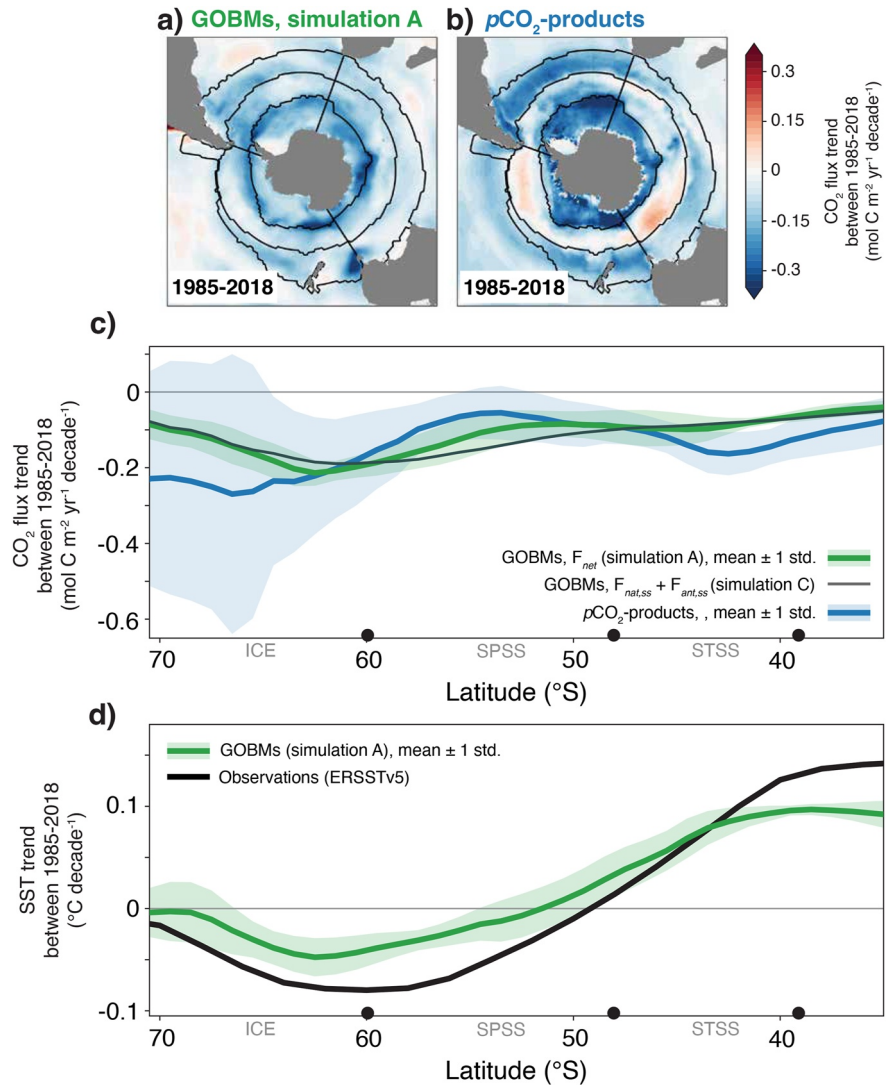 a) GOBMs, simulation A
b) pCO₂-products
1985-2018
1985-2018
0.3
0.15
0
-0.15
-0.3
CO₂ flux trend
between 1985-2018
(mol C m⁻² yr⁻¹ decade⁻¹)
c)
CO₂ flux trend
between 1985-2018
(mol C m⁻² yr⁻¹ decade⁻¹)
0
-0.2
-0.4
-0.6
GOBMs, Fnet (simulation A), mean ± 1 std.
GOBMs, Fnat,ss + Fant,ss (simulation C)
pCO₂-products, , mean ± 1 std.
ICE
SPSS
STSS
70
60
50
40
Latitude (°S)
d)
SST trend
between 1985-2018
(°C decade⁻¹)
GOBMs (simulation A), mean ± 1 std.
Observations (ERSSTv5)
0.1
0
-0.1
ICE
SPSS
STSS
70
60
50
40
Latitude (°S)